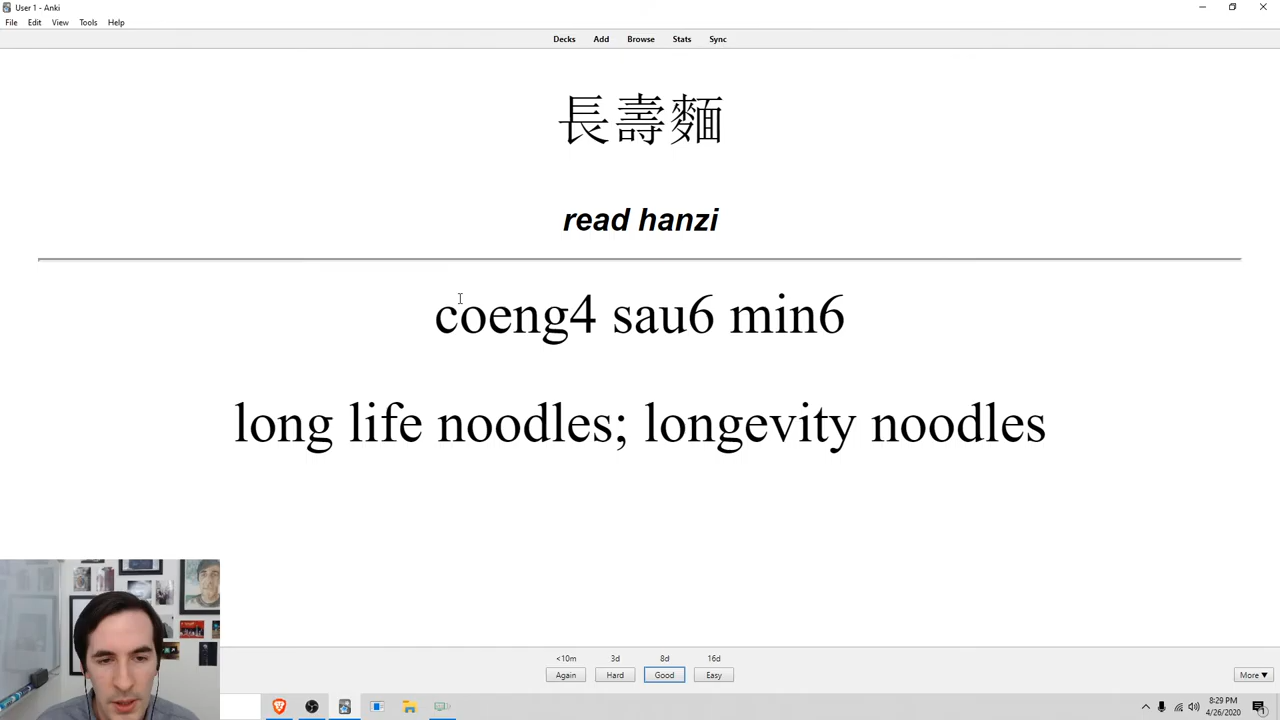 User 1 - Anki
File Edit View Tools Help
Decks Add Browse Stats Sync
長壽麵
read hanzi
coeng4 sau6 min6
long life noodles; longevity noodles
<10m 3d 8d 16d
Again Hard Good Easy
More ▼
8:29 PM
4/26/2020